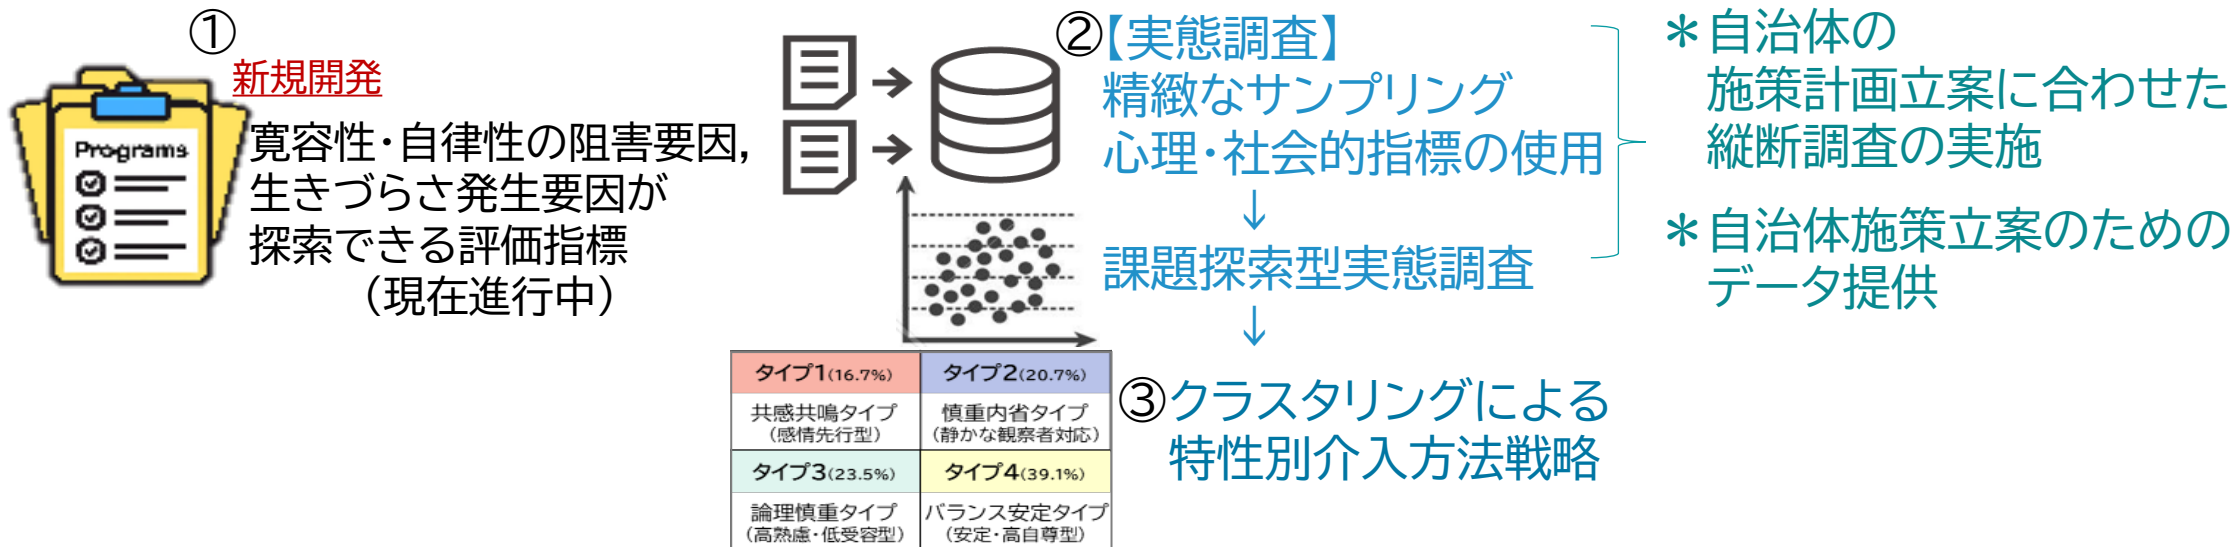 ①
新規開発
Programs
寛容性・自律性の阻害要因,
生きづらさ発生要因が
探索できる評価指標
（現在進行中）
②【実態調査】
精緻なサンプリング
心理・社会的指標の使用
↓
課題探索型実態調査
↓
＊自治体の
施策計画立案に合わせた
縦断調査の実施
＊自治体施策立案のための
データ提供
タイプ1(16.7%)
共感共鳴タイプ
(感情先行型)
タイプ2(20.7%)
慎重内省タイプ
(静かな観察者対応)
タイプ3(23.5%)
論理慎重タイプ
(高熟慮・低受容型)
タイプ4(39.1%)
バランス安定タイプ
(安定・高自尊型)
③クラスタリングによる
特性別介入方法戦略